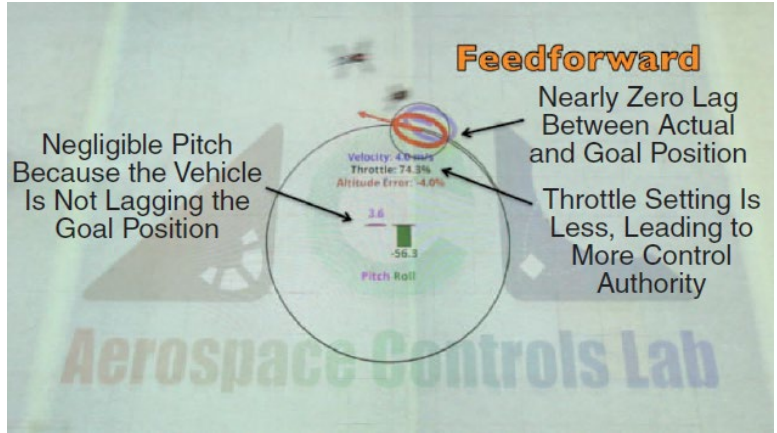 Feedforward
Nearly Zero Lag
Between Actual
and Goal Position
Negligible Pitch
Because the Vehicle
Is Not Lagging the
Goal Position
Velocity: 4.0 m/s
Throttle: 74.3%
Altitude Error: -4.0%
Throttle Setting Is
Less, Leading to
More Control
Authority
3.6
-56.3
Pitch Roll
Aerospace Controls Lab